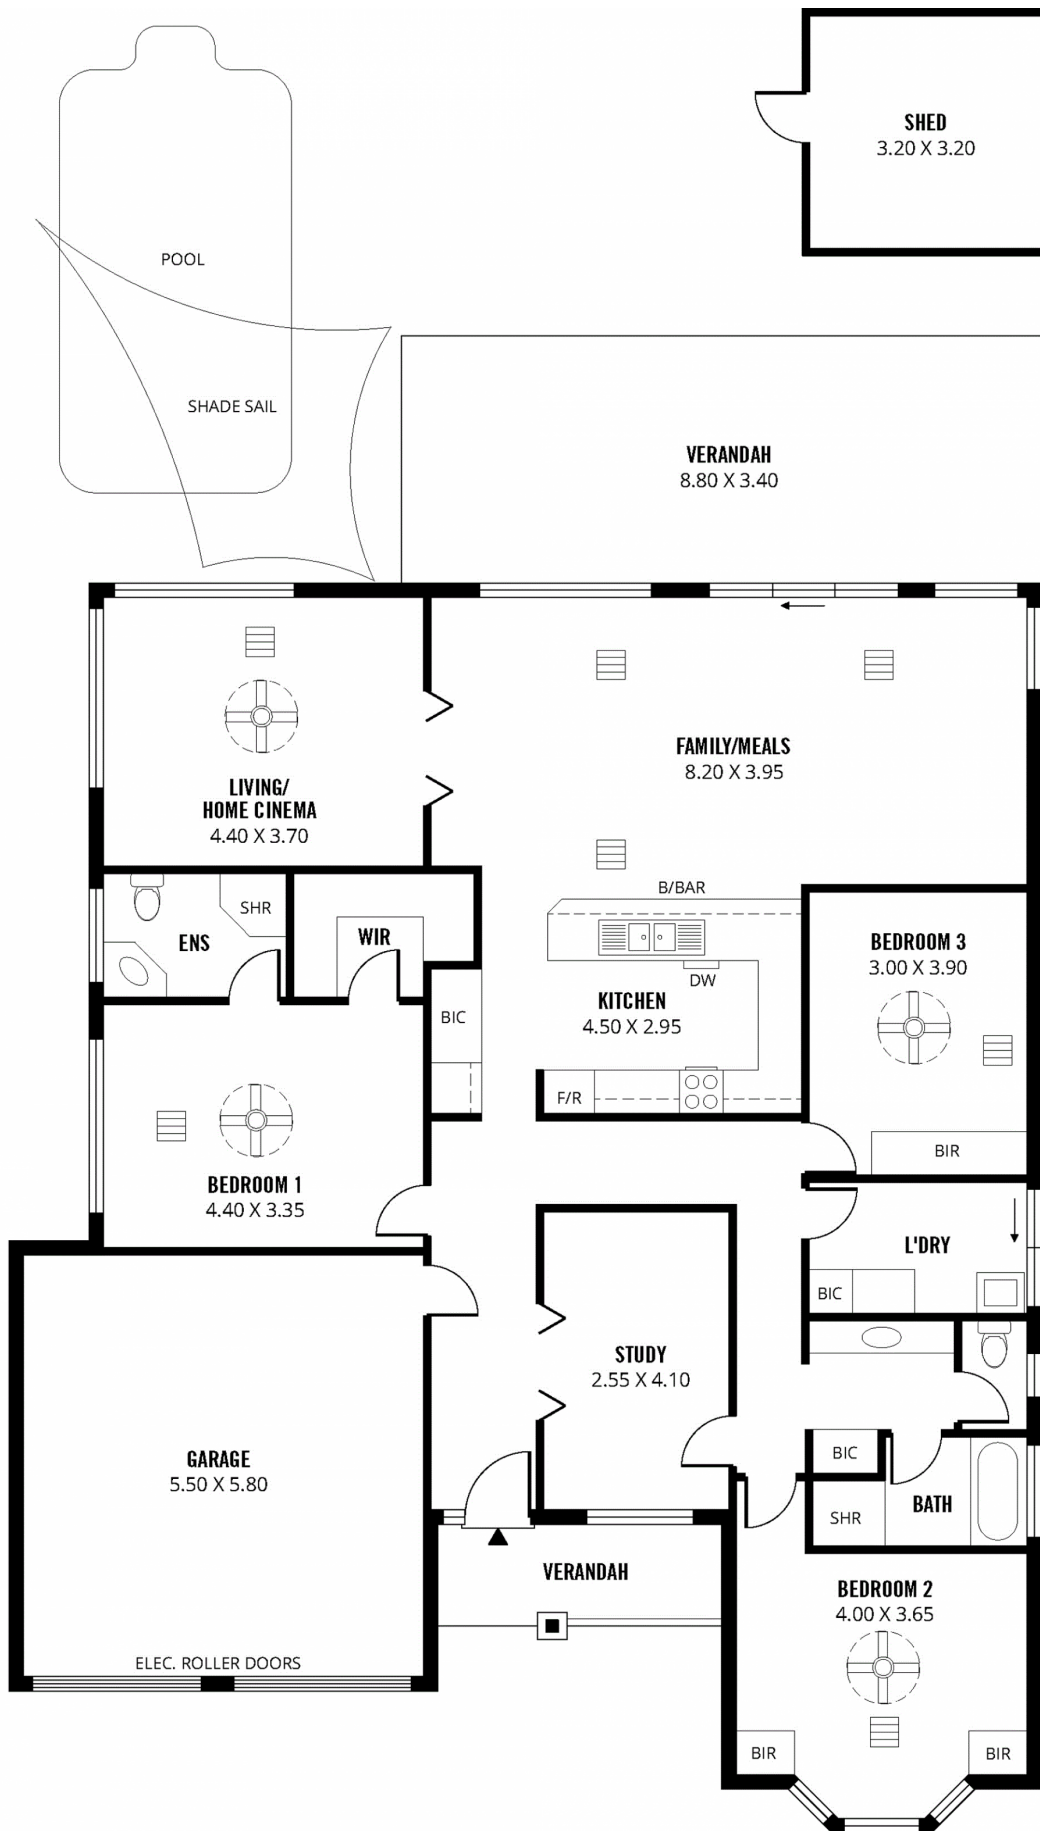 SHED
3.20 X 3.20
POOL
SHADE SAIL
VERANDAH
8.80 X 3.40
FAMILY/MEALS
8.20 X 3.95
LIVING/
HOME CINEMA
4.40 X 3.70
B/BAR
SHR
ENS
WIR
BEDROOM 3
3.00 X 3.90
DW
KITCHEN
4.50 X 2.95
BIC
F/R
BIR
BEDROOM 1
4.40 X 3.35
L'DRY
BIC
STUDY
2.55 X 4.10
GARAGE
5.50 X 5.80
BIC
BATH
SHR
VERANDAH
BEDROOM 2
4.00 X 3.65
ELEC. ROLLER DOORS
BIR
BIR